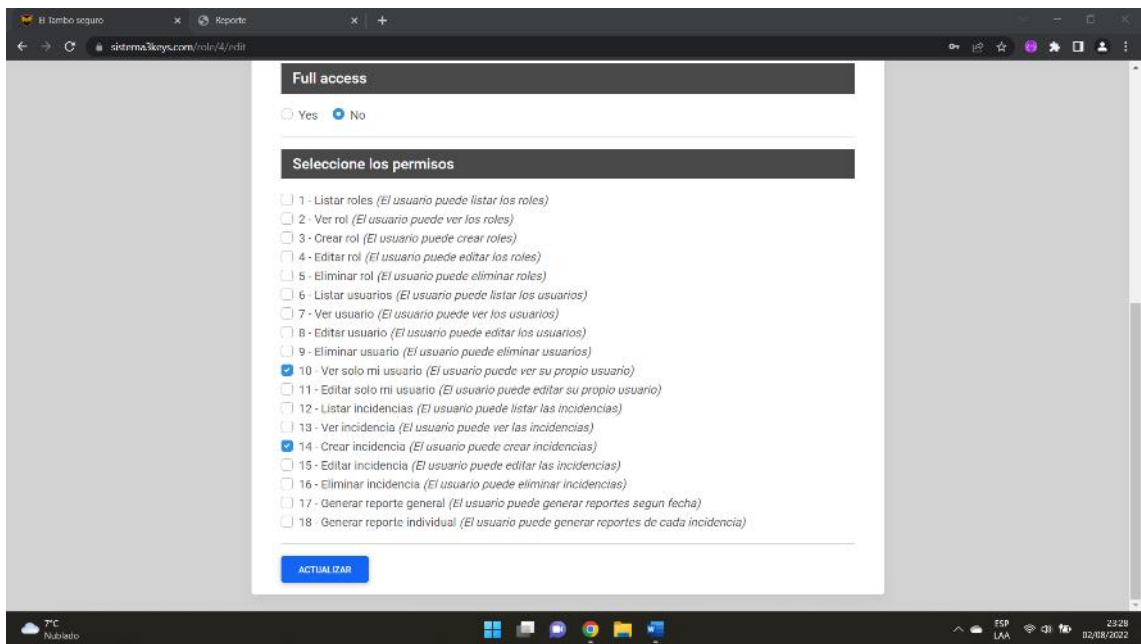 El Tambo seguro
Reporte
sistema3keys.com/role/4/edit
Full access
Yes No
Seleccione los permisos
1 - Listar roles (El usuario puede listar los roles)
2 - Ver rol (El usuario puede ver los roles)
3 - Crear rol (El usuario puede crear roles)
4 - Editar rol (El usuario puede editar los roles)
5 - Eliminar rol (El usuario puede eliminar roles)
6 - Listar usuarios (El usuario puede listar los usuarios)
7 - Ver usuario (El usuario puede ver los usuarios)
8 - Editar usuario (El usuario puede editar los usuarios)
9 - Eliminar usuario (El usuario puede eliminar usuarios)
10 - Ver solo mi usuario (El usuario puede ver su propio usuario)
11 - Editar solo mi usuario (El usuario puede editar su propio usuario)
12 - Listar incidencias (El usuario puede listar las incidencias)
13 - Ver incidencia (El usuario puede ver las incidencias)
14 - Crear incidencia (El usuario puede crear incidencias)
15 - Editar incidencia (El usuario puede editar las incidencias)
16 - Eliminar incidencia (El usuario puede eliminar incidencias)
17 - Generar reporte general (El usuario puede generar reportes segun fecha)
18 - Generar reporte individual (El usuario puede generar reportes de cada incidencia)
ACTUALIZAR
7°C
Nublado
ESP
LAA
23:28
02/08/2022